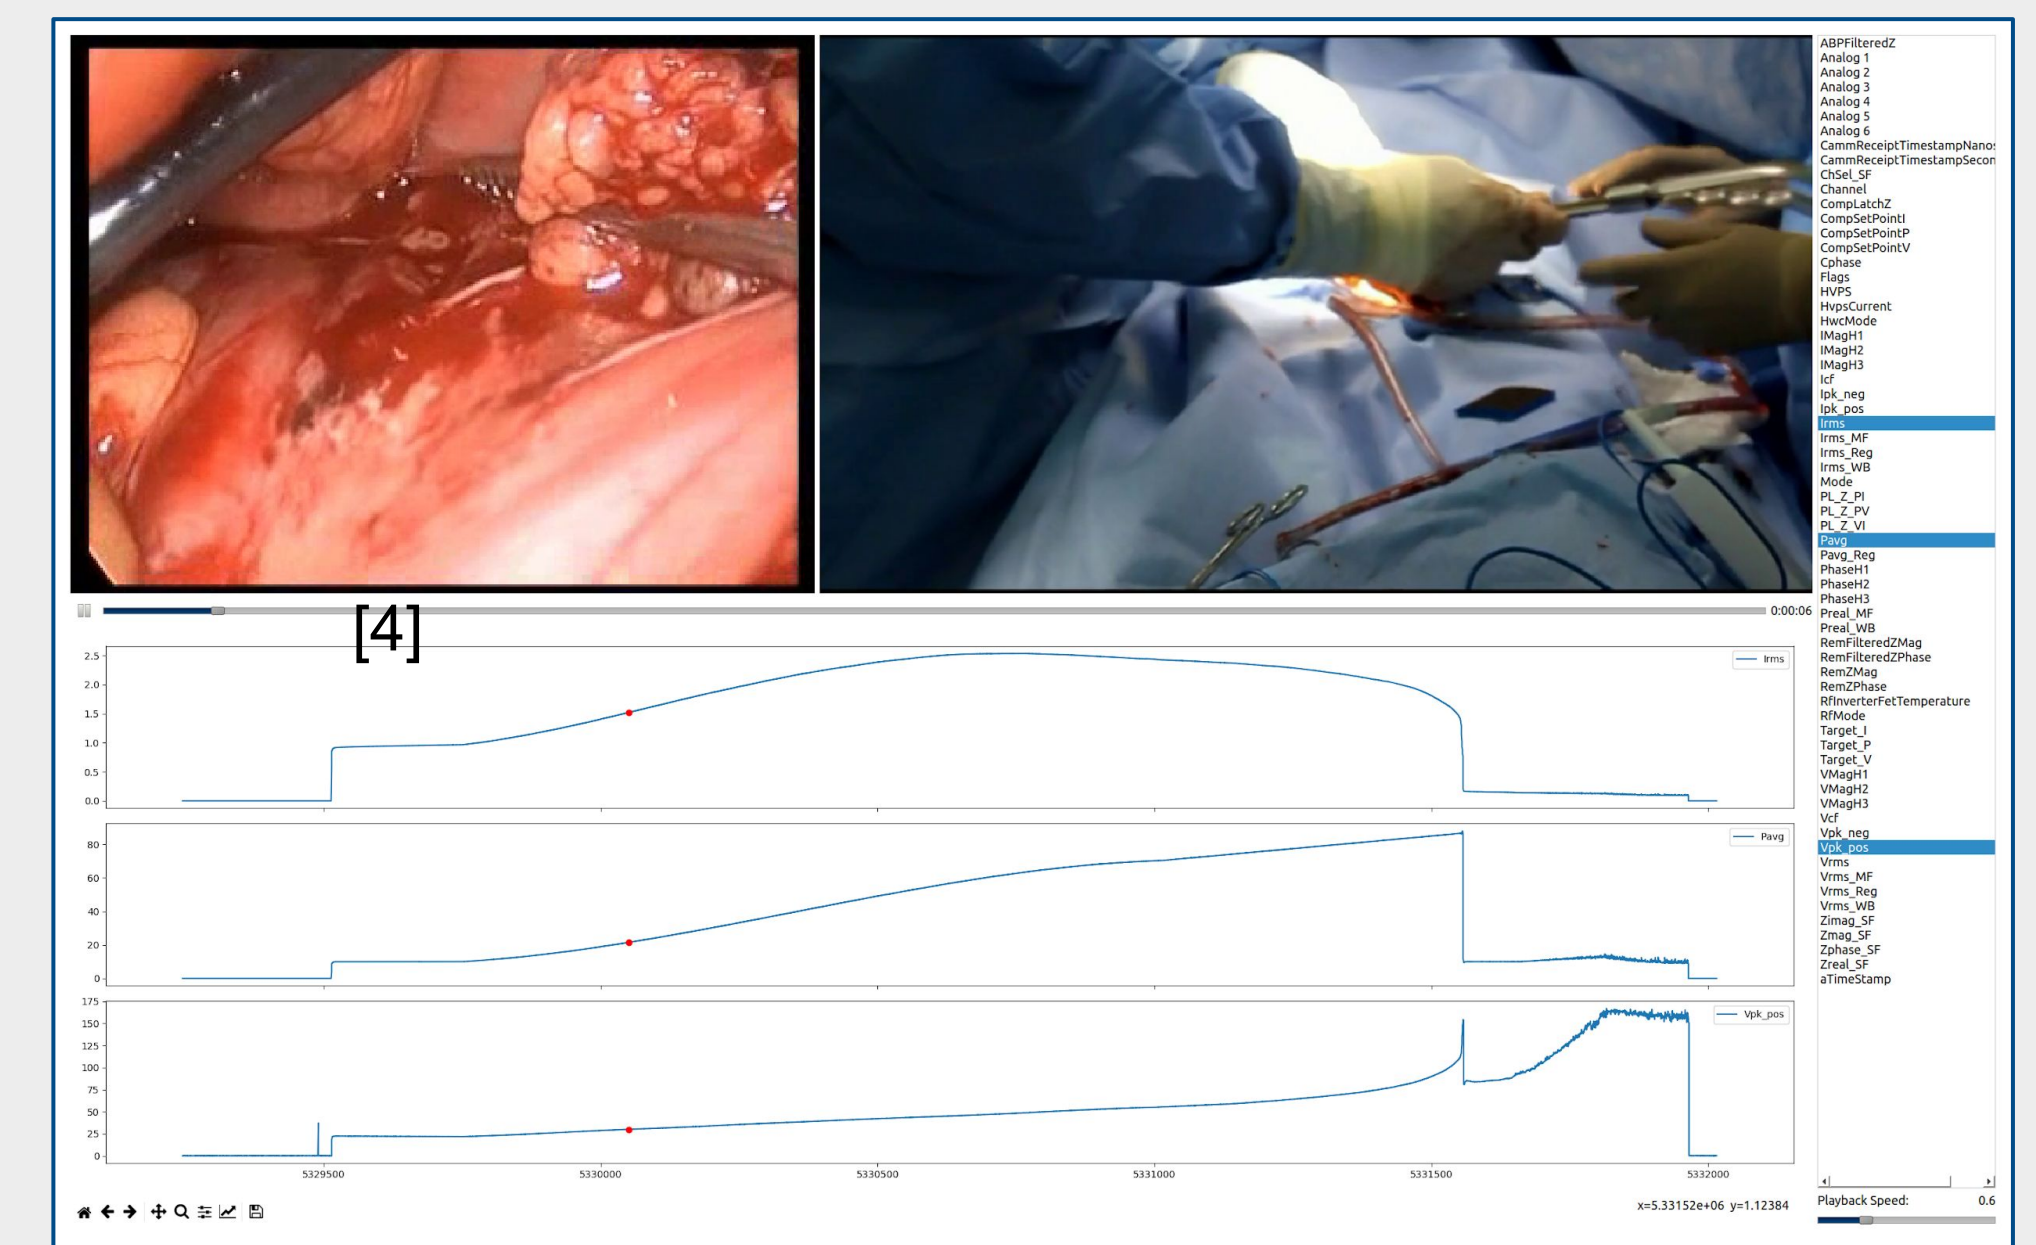 ABPFilteredZ
Analog 1
Analog 2
Analog 3
Analog 4
Analog 5
Analog 6
CammReceiptTimestampNano
CammReceiptTimestampSecon
ChSel_SF
Channel
CompLatchZ
CompSetPointI
CompSetPointP
CompSetPointV
Cphase
Flags
HVPS
HvpsCurrent
HwcMode
IMagH1
IMagH2
IMagH3
Icf
Ipk_neg
Ipk_pos
Irms
Irms_MF
Irms_Reg
Irms_WB
Mode
PL_Z_PI
PL_Z_PV
PL_Z_VI
Pavg
Pavg_Reg
PhaseH1
PhaseH2
PhaseH3
Preal_MF
Preal_WB
RemFilteredZMag
RemFilteredZPhase
RemZMag
RemZPhase
RfInverterFetTemperature
RfMode
Target_I
Target_P
Target_V
VMagH1
VMagH2
VMagH3
Vcf
Vpk_neg
Vpk_pos
Vrms
Vrms_MF
Vrms_Reg
Vrms_WB
Zimag_SF
Zmag_SF
Zphase_SF
Zreal_SF
aTimeStamp
0:00:06
[4]
2.5
2.0
1.5
1.0
0.5
0.0
Irms
80
60
40
20
0
Pavg
175
150
125
100
75
50
25
0
Vpk_pos
5329500 5330000 5330500 5331000 5331500 5332000
x=5.33152e+06 y=1.12384
Playback Speed: 0.6